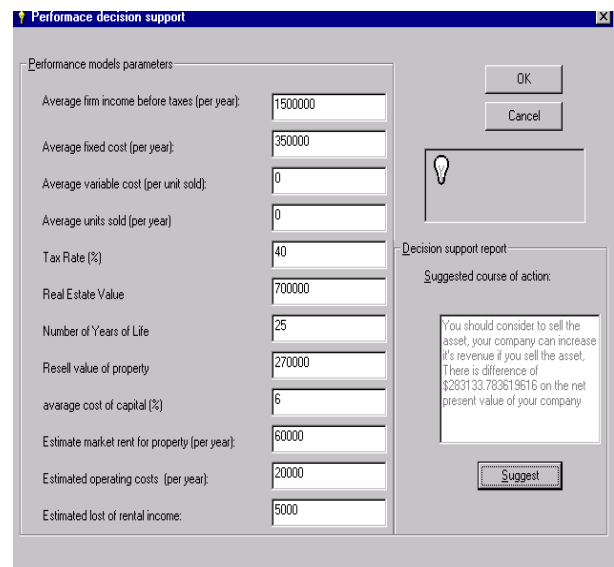 Performace decision support
Performance models parameters
Average firm income before taxes (per year):
1500000
Average fixed cost (per year):
350000
Average variable cost (per unit sold):
0
Average units sold (per year)
0
Tax Rate (%)
40
Real Estate Value
700000
Number of Years of Life
25
Resell value of property
270000
avarage cost of capital (%)
6
Estimate market rent for property (per year):
60000
Estimated operating costs (per year):
20000
Estimated lost of rental income:
5000
OK
Cancel
Decision support report
Suggested course of action:
You should consider to sell the
asset, your company can increase
it's revenue if you sell the asset,
There is difference of
$283133.783619616 on the net
present value of your company
Suggest